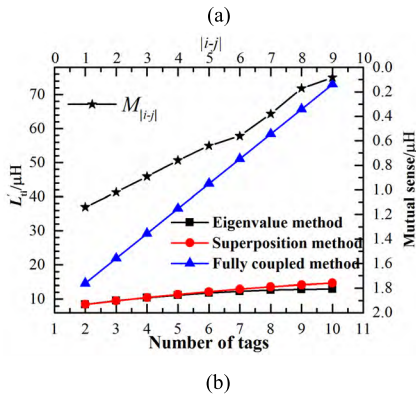 (a)
|i-j|
0 1 2 3 4 5 6 7 8 9 10
M|i-j|
L'ti/μH
70
60
50
40
30
20
10
0.0
0.2
0.4
0.6
0.8
1.0
1.2
1.4
1.6
1.8
2.0
Mutual sense/μH
Eigenvalue method
Superposition method
Fully coupled method
1 2 3 4 5 6 7 8 9 10 11
Number of tags
(b)